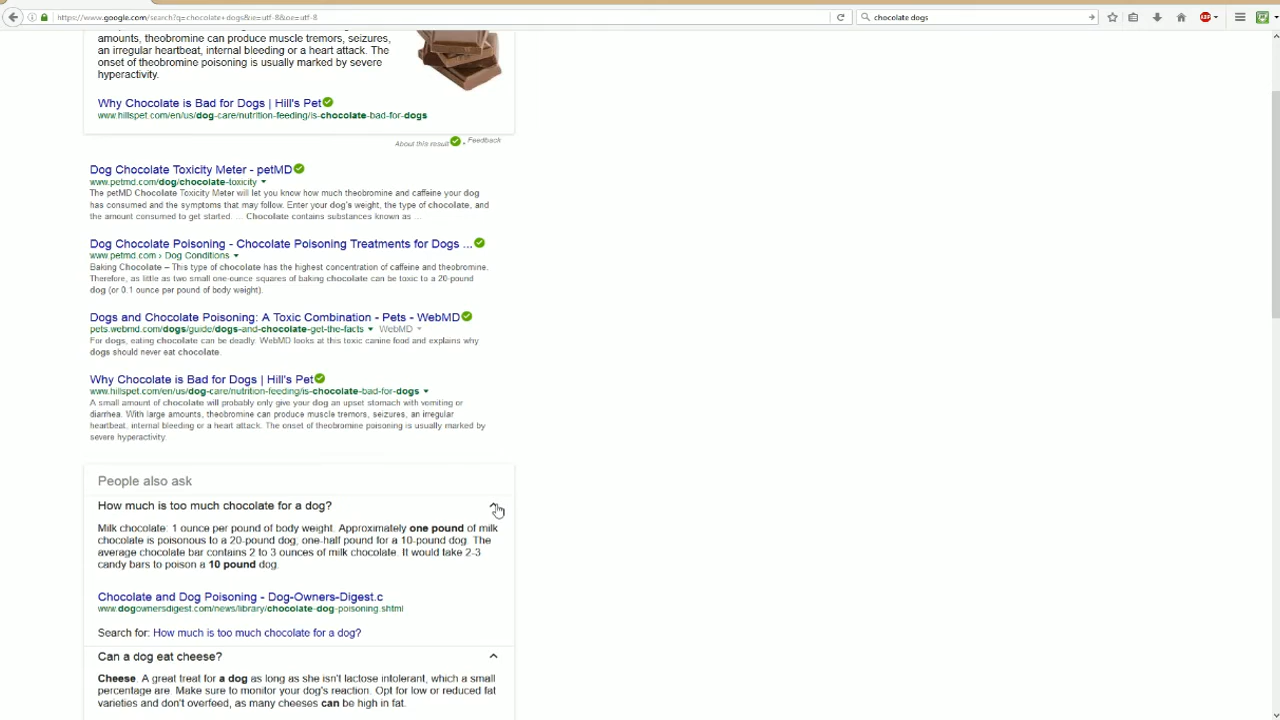 https://www.google.com/search?q=chocolate+dogs&ie=utf-8&oe=utf-8
chocolate dogs
ABP
amounts, theobromine can produce muscle tremors, seizures,
an irregular heartbeat, internal bleeding or a heart attack. The
onset of theobromine poisoning is usually marked by severe
hyperactivity.
Why Chocolate is Bad for Dogs | Hill's Pet
www.hillspet.com/en/us/dog-care/nutrition-feeding/is-chocolate-bad-for-dogs
About this result • Feedback
Dog Chocolate Toxicity Meter - petMD
www.petmd.com/dog/chocolate-toxicity
The petMD Chocolate Toxicity Meter will let you know how much theobromine and caffeine your dog
has consumed and the symptoms that may follow. Enter your dog's weight, the type of chocolate, and
the amount consumed to get started. ... Chocolate contains substances known as ...
Dog Chocolate Poisoning - Chocolate Poisoning Treatments for Dogs ...
www.petmd.com › Dog Conditions
Baking Chocolate – This type of chocolate has the highest concentration of caffeine and theobromine.
Therefore, as little as two small one-ounce squares of baking chocolate can be toxic to a 20-pound
dog (or 0.1 ounce per pound of body weight).
Dogs and Chocolate Poisoning: A Toxic Combination - Pets - WebMD
pets.webmd.com/dogs/guide/dogs-and-chocolate-get-the-facts WebMD
For dogs, eating chocolate can be deadly. WebMD looks at this toxic canine food and explains why
dogs should never eat chocolate.
Why Chocolate is Bad for Dogs | Hill's Pet
www.hillspet.com/en/us/dog-care/nutrition-feeding/is-chocolate-bad-for-dogs
A small amount of chocolate will probably only give your dog an upset stomach with vomiting or
diarrhea. With large amounts, theobromine can produce muscle tremors, seizures, an irregular
heartbeat, internal bleeding or a heart attack. The onset of theobromine poisoning is usually marked by
severe hyperactivity.
People also ask
How much is too much chocolate for a dog?
Milk chocolate: 1 ounce per pound of body weight. Approximately one pound of milk
chocolate is poisonous to a 20-pound dog; one-half pound for a 10-pound dog. The
average chocolate bar contains 2 to 3 ounces of milk chocolate. It would take 2-3
candy bars to poison a 10 pound dog.
Chocolate and Dog Poisoning - Dog-Owners-Digest.c
www.dogownersdigest.com/news/library/chocolate-dog-poisoning.shtml
Search for: How much is too much chocolate for a dog?
Can a dog eat cheese?
Cheese. A great treat for a dog as long as she isn't lactose intolerant, which a small
percentage are. Make sure to monitor your dog's reaction. Opt for low or reduced fat
varieties and don't overfeed, as many cheeses can be high in fat.